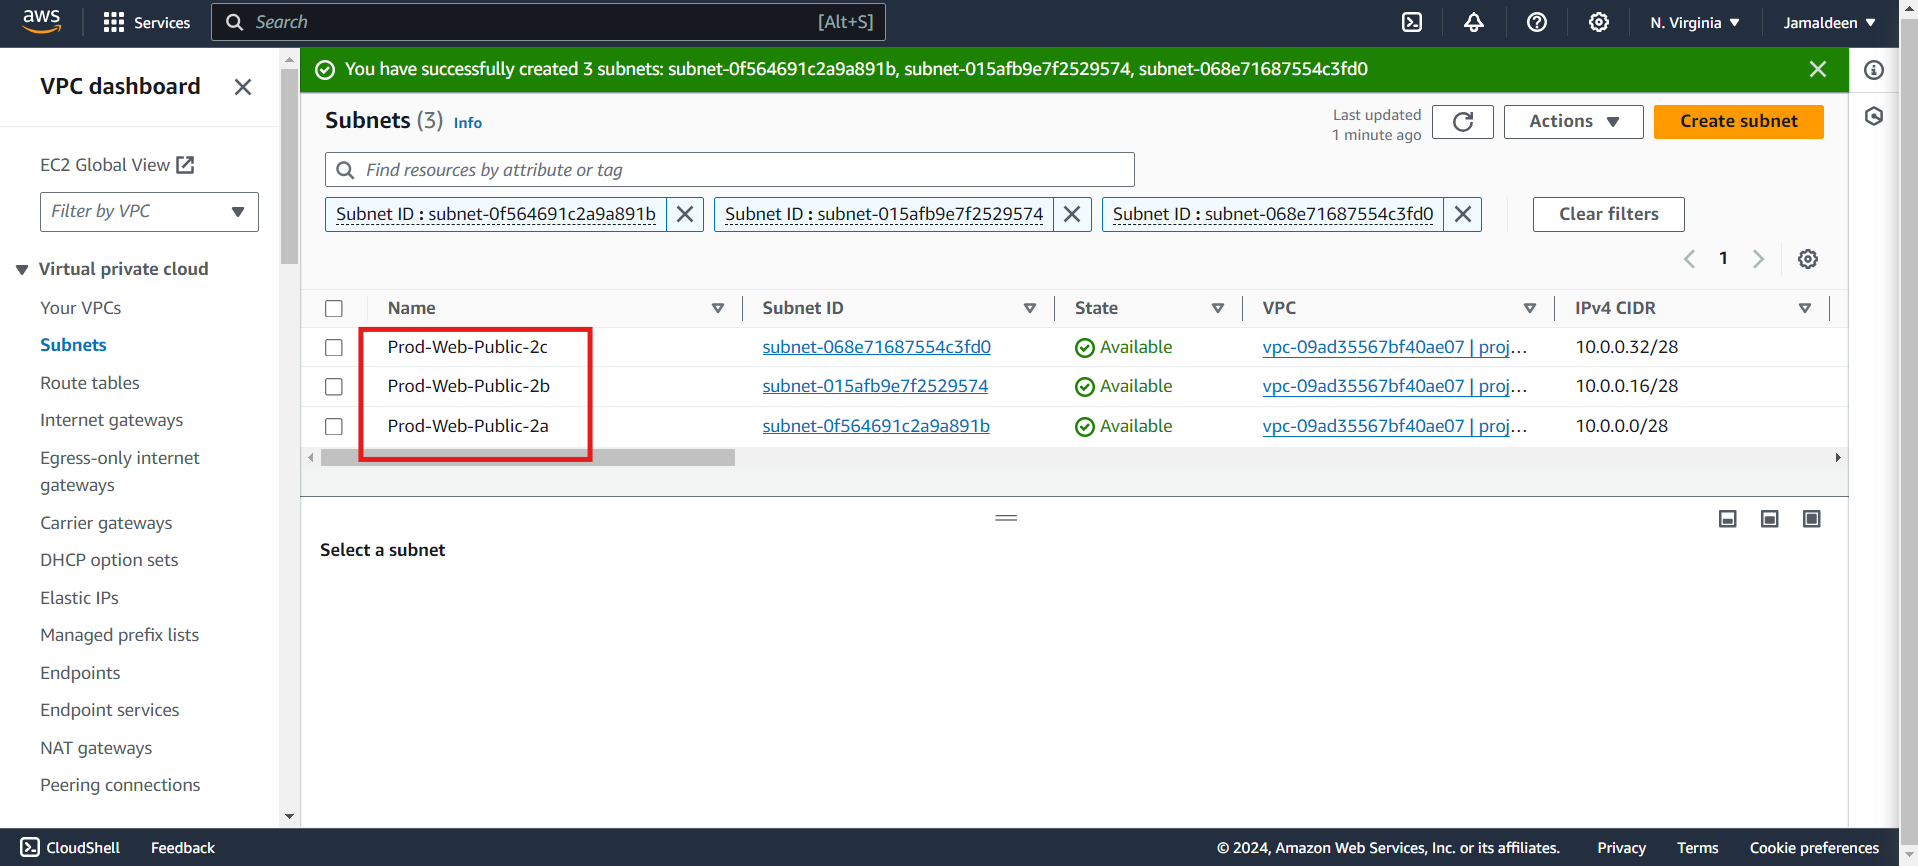 aws
Services
Search [Alt+S]
N. Virginia
Jamaldeen
VPC dashboard
EC2 Global View
Filter by VPC
Virtual private cloud
Your VPCs
Subnets
Route tables
Internet gateways
Egress-only internet
gateways
Carrier gateways
DHCP option sets
Elastic IPs
Managed prefix lists
Endpoints
Endpoint services
NAT gateways
Peering connections
You have successfully created 3 subnets: subnet-0f564691c2a9a891b, subnet-015afb9e7f2529574, subnet-068e71687554c3fd0
Subnets (3) Info
Last updated
1 minute ago
Actions
Create subnet
Find resources by attribute or tag
Subnet ID : subnet-0f564691c2a9a891b
Subnet ID : subnet-015afb9e7f2529574
Subnet ID : subnet-068e71687554c3fd0
Clear filters
1
Name Subnet ID State VPC IPv4 CIDR
Prod-Web-Public-2c subnet-068e71687554c3fd0 Available vpc-09ad35567bf40ae07 | proj... 10.0.0.32/28
Prod-Web-Public-2b subnet-015afb9e7f2529574 Available vpc-09ad35567bf40ae07 | proj... 10.0.0.16/28
Prod-Web-Public-2a subnet-0f564691c2a9a891b Available vpc-09ad35567bf40ae07 | proj... 10.0.0.0/28
Select a subnet
CloudShell Feedback © 2024, Amazon Web Services, Inc. or its affiliates. Privacy Terms Cookie preferences